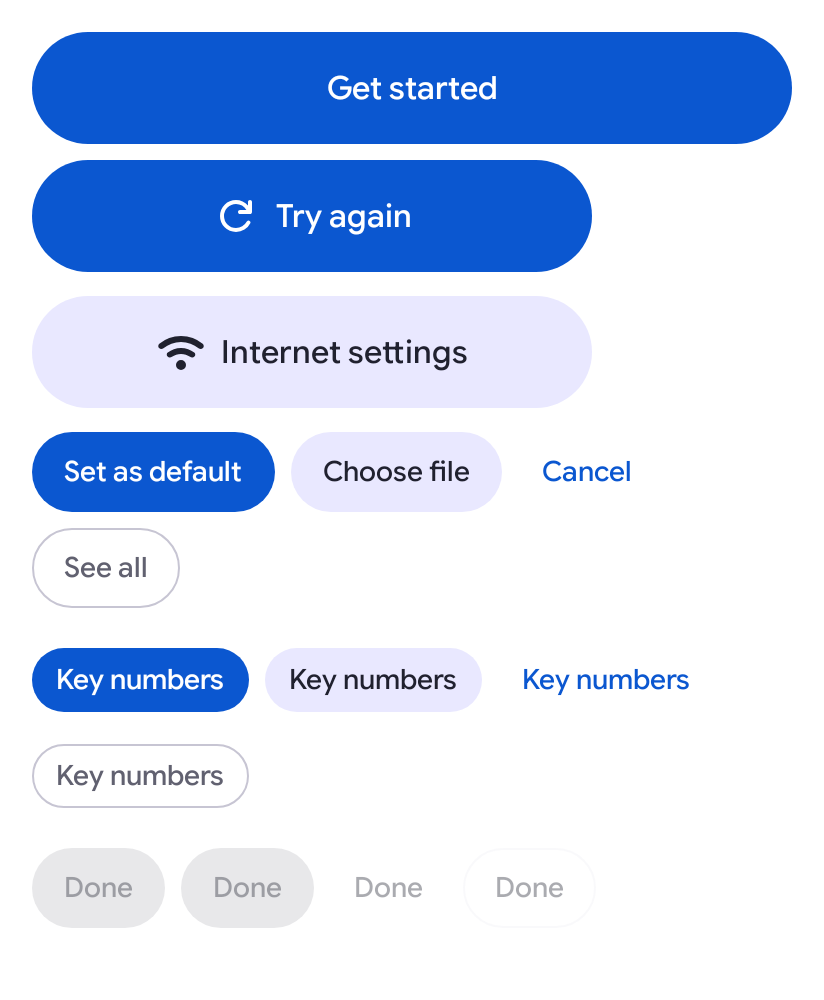 Get started
Try again
Internet settings
Set as default Choose file Cancel
See all
Key numbers Key numbers Key numbers
Key numbers
Done Done Done Done